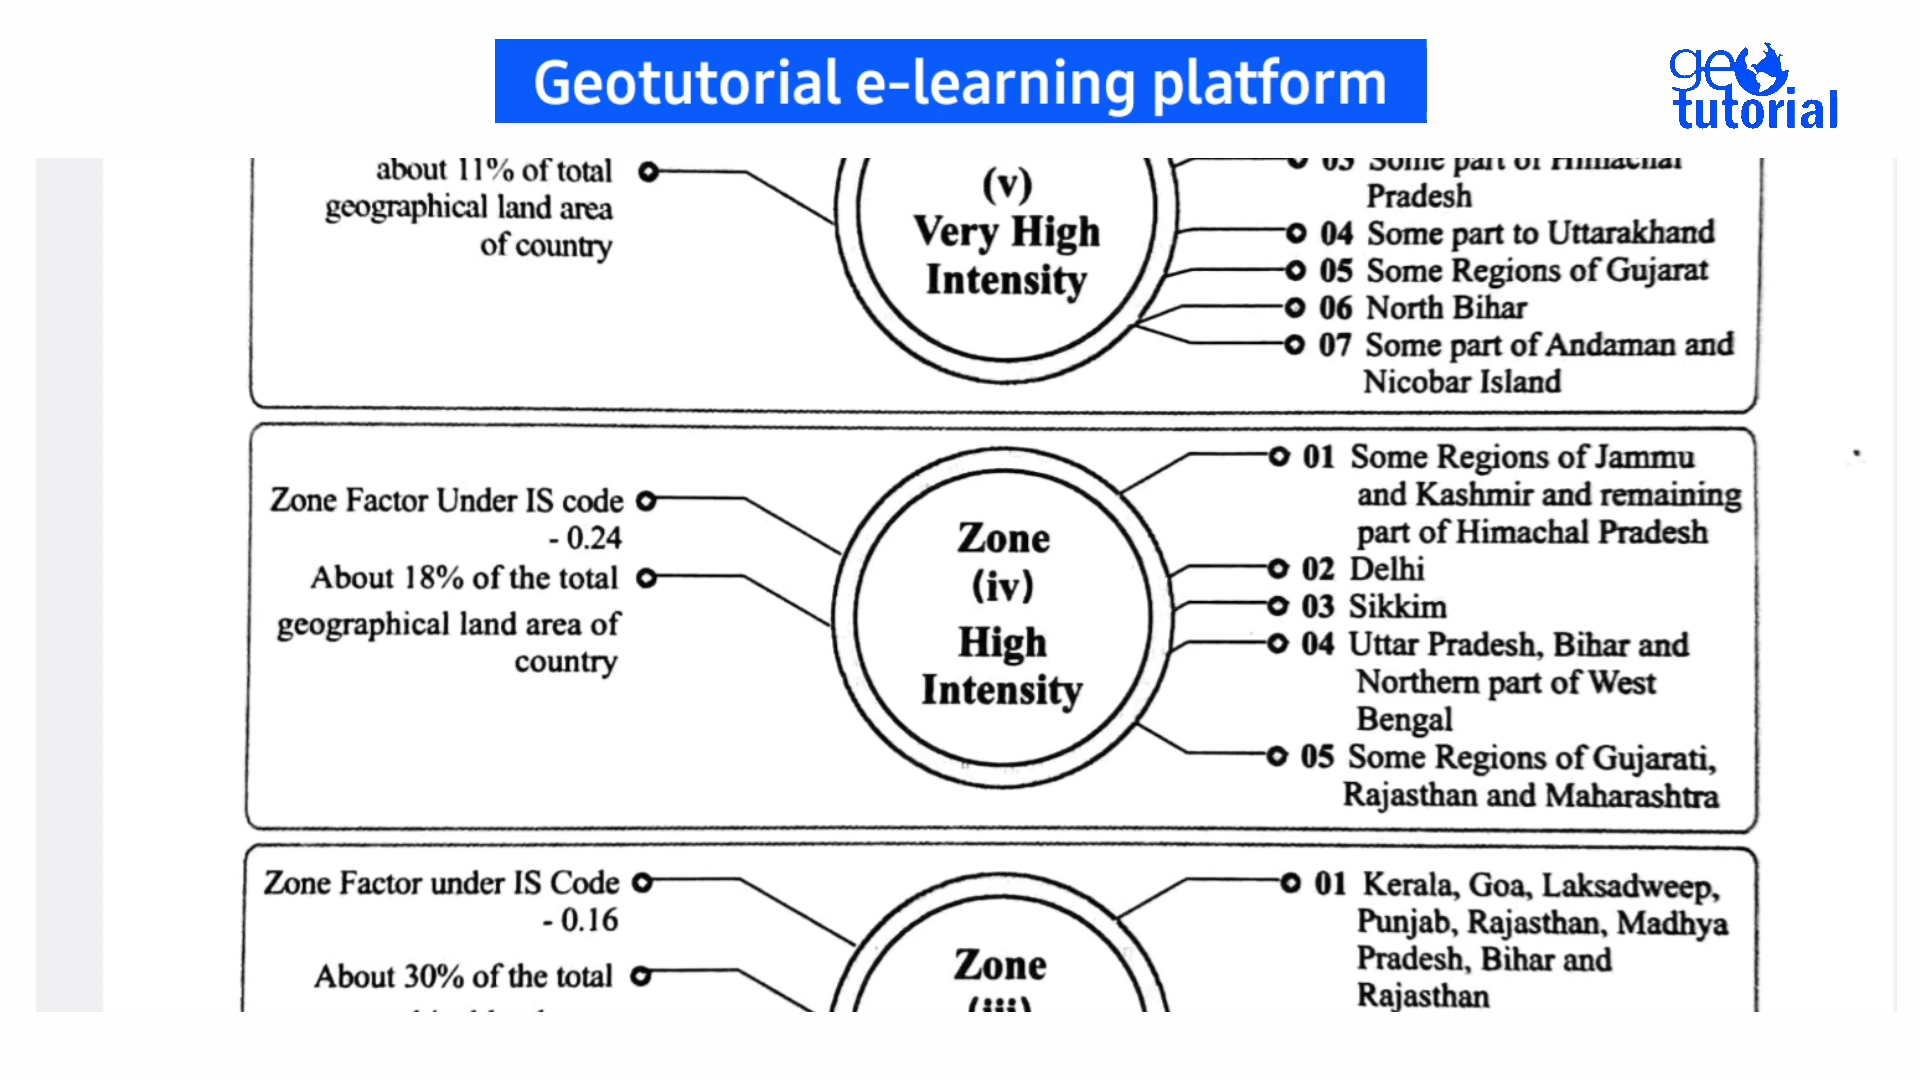 Geotutorial e-learning platform
geo
tutorial
about 11% of total
geographical land area
of country
(v)
Very High
Intensity
03 Some part of Himachal
Pradesh
04 Some part to Uttarakhand
05 Some Regions of Gujarat
06 North Bihar
07 Some part of Andaman and
Nicobar Island
Zone Factor Under IS code
- 0.24
About 18% of the total
geographical land area of
country
Zone
(iv)
High
Intensity
01 Some Regions of Jammu
and Kashmir and remaining
part of Himachal Pradesh
02 Delhi
03 Sikkim
04 Uttar Pradesh, Bihar and
Northern part of West
Bengal
05 Some Regions of Gujarati,
Rajasthan and Maharashtra
Zone Factor under IS Code
- 0.16
About 30% of the total
Zone
(iii)
01 Kerala, Goa, Laksadweep,
Punjab, Rajasthan, Madhya
Pradesh, Bihar and
Rajasthan